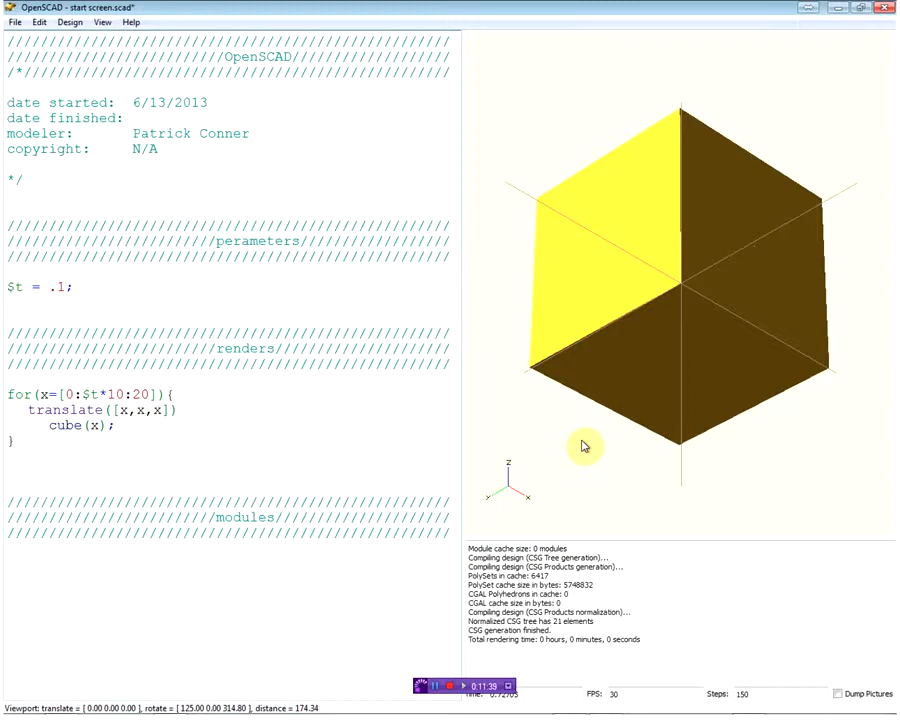 OpenSCAD - start screen.scad*
File Edit Design View Help
/////////////////////////////////////////////////////
//////////////////////////OpenSCAD///////////////////
/*///////////////////////////////////////////////////
date started: 6/13/2013
date finished:
modeler: Patrick Conner
copyright: N/A
*/
/////////////////////////////////////////////////////
/////////////////////////perameters//////////////////
/////////////////////////////////////////////////////
$t = .1;
/////////////////////////////////////////////////////
/////////////////////////renders/////////////////////
/////////////////////////////////////////////////////
for(x=[0:$t*10:20]){
translate([x,x,x])
cube(x);
}
/////////////////////////////////////////////////////
/////////////////////////modules/////////////////////
/////////////////////////////////////////////////////
z
y
x
Module cache size: 0 modules
Compiling design (CSG Tree generation)...
Compiling design (CSG Products generation)...
PolySets in cache: 6417
PolySet cache size in bytes: 5748832
CGAL Polyhedrons in cache: 0
CGAL cache size in bytes: 0
Compiling design (CSG Products normalization)...
Normalized CSG tree has 21 elements
CSG generation finished.
Total rendering time: 0 hours, 0 minutes, 0 seconds
0:11:39
Time: 0.72703 FPS: 30 Steps: 150 Dump Pictures
Viewport: translate = [ 0.00 0.00 0.00 ], rotate = [ 125.00 0.00 314.80 ], distance = 174.34